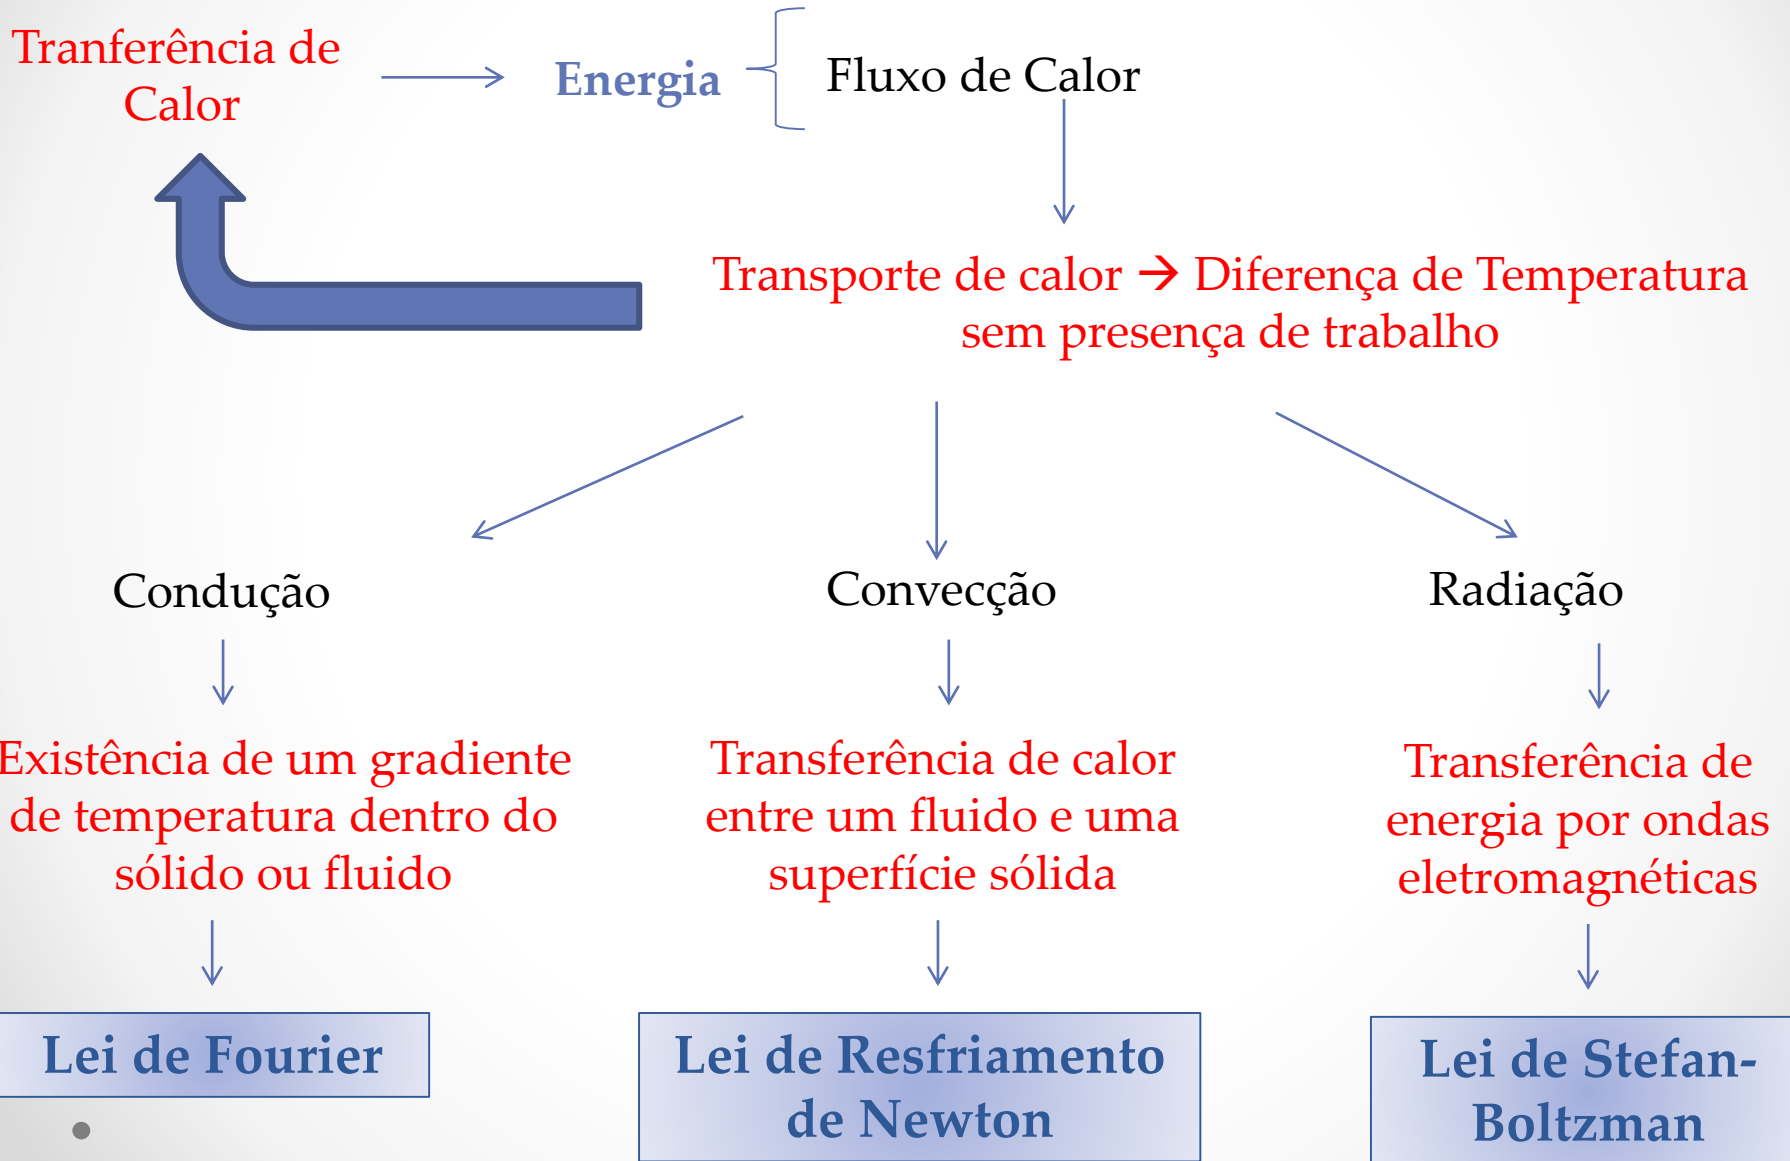 Tranferência de
Calor
Energia
Fluxo de Calor
Transporte de calor → Diferença de Temperatura
sem presença de trabalho
Condução
Convecção
Radiação
Existência de um gradiente
de temperatura dentro do
sólido ou fluido
Transferência de calor
entre um fluido e uma
superfície sólida
Transferência de
energia por ondas
eletromagnéticas
Lei de Fourier
Lei de Resfriamento
de Newton
Lei de Stefan-
Boltzman